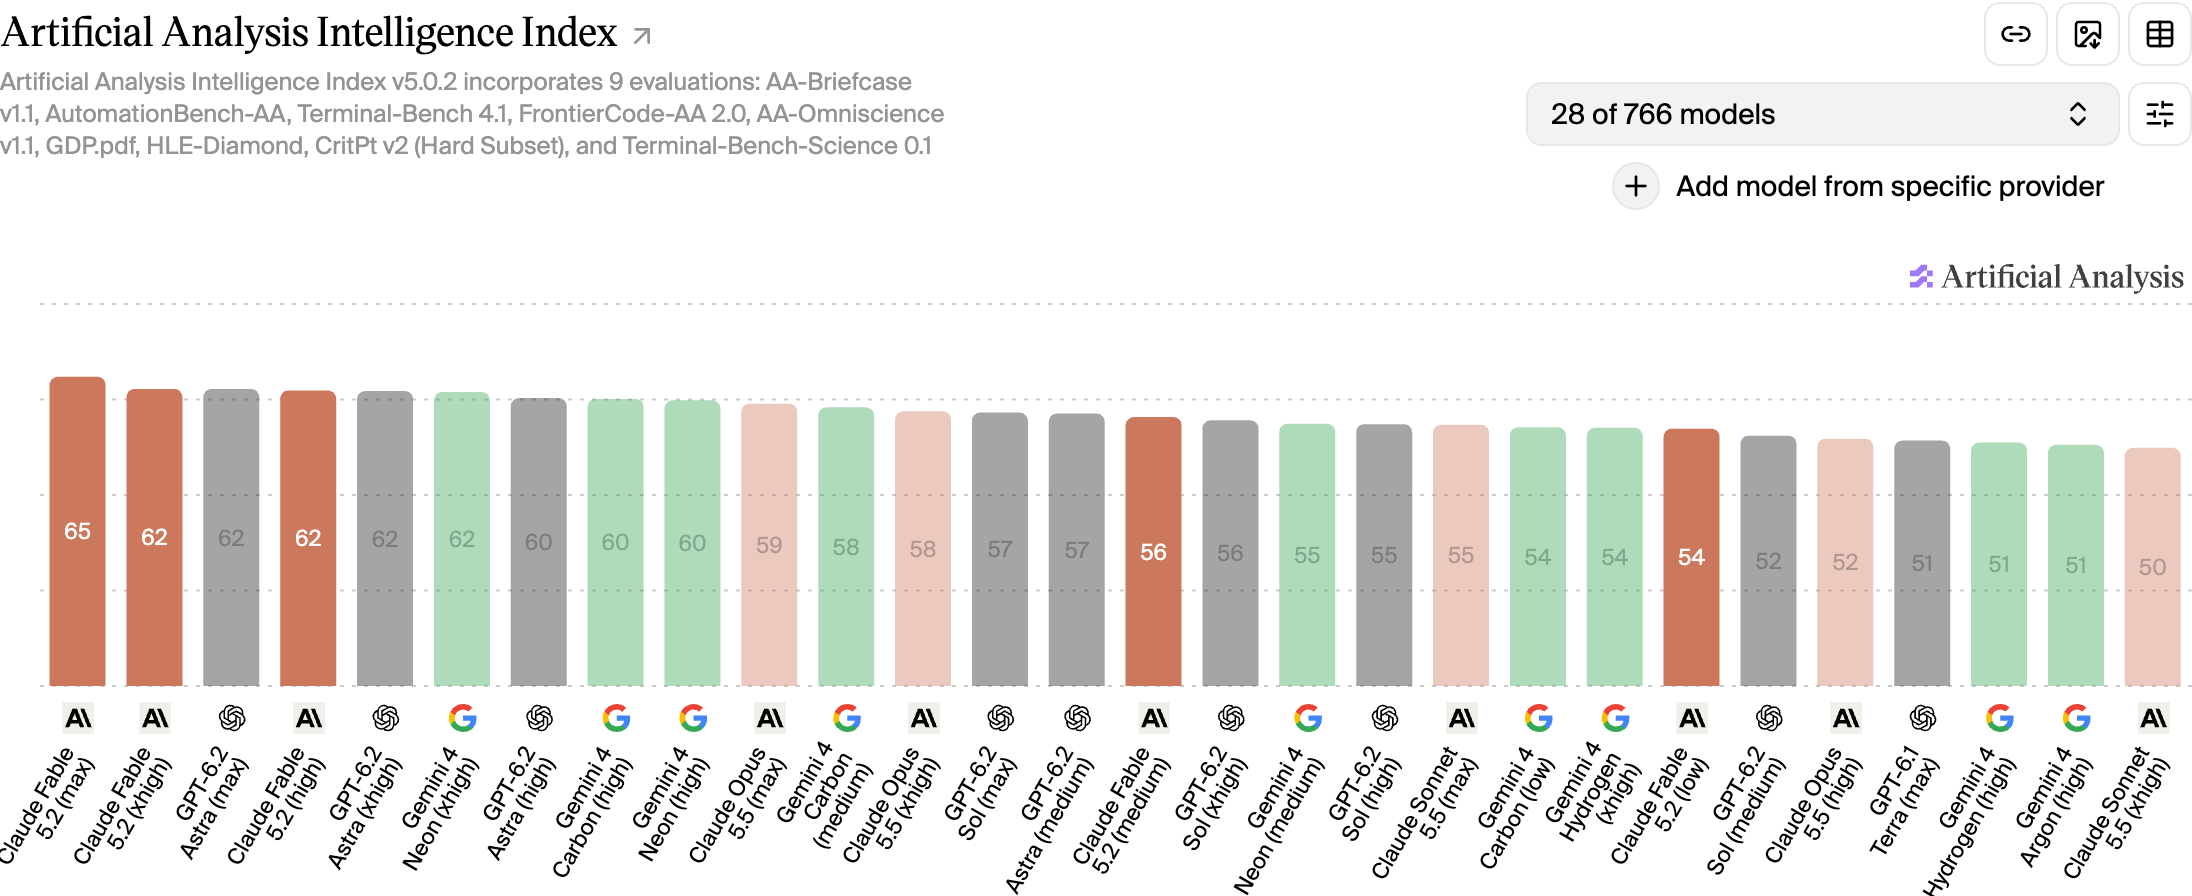 Artificial Analysis Intelligence Index
Artificial Analysis Intelligence Index v5.0.2 incorporates 9 evaluations: AA-Briefcase
v1.1, AutomationBench-AA, Terminal-Bench 4.1, FrontierCode-AA 2.0, AA-Omniscience
v1.1, GDP.pdf, HLE-Diamond, CritPt v2 (Hard Subset), and Terminal-Bench-Science 0.1
28 of 766 models
Add model from specific provider
Artificial Analysis
65
62
62
62
62
62
60
60
60
59
58
58
57
57
56
56
55
55
55
54
54
54
52
52
51
51
51
50
Claude Fable
5.2 (max)
Claude Fable
5.2 (xhigh)
GPT-6.2
Astra (max)
Claude Fable
5.2 (high)
GPT-6.2
Astra (xhigh)
Gemini 4
Neon (xhigh)
GPT-6.2
Astra (high)
Gemini 4
Carbon (high)
Gemini 4
Neon (high)
Claude Opus
5.5 (max)
Gemini 4
Carbon
(medium)
Claude Opus
5.5 (xhigh)
GPT-6.2
Sol (max)
GPT-6.2
Astra (medium)
Claude Fable
5.2 (medium)
GPT-6.2
Sol (xhigh)
Gemini 4
Neon (medium)
GPT-6.2
Sol (high)
Claude Sonnet
5.5 (max)
Gemini 4
Carbon (low)
Gemini 4
Hydrogen
(xhigh)
Claude Fable
5.2 (low)
GPT-6.2
Sol (medium)
Claude Opus
5.5 (high)
GPT-6.1
Terra (max)
Gemini 4
Hydrogen (high)
Gemini 4
Argon (high)
Claude Sonnet
5.5 (xhigh)